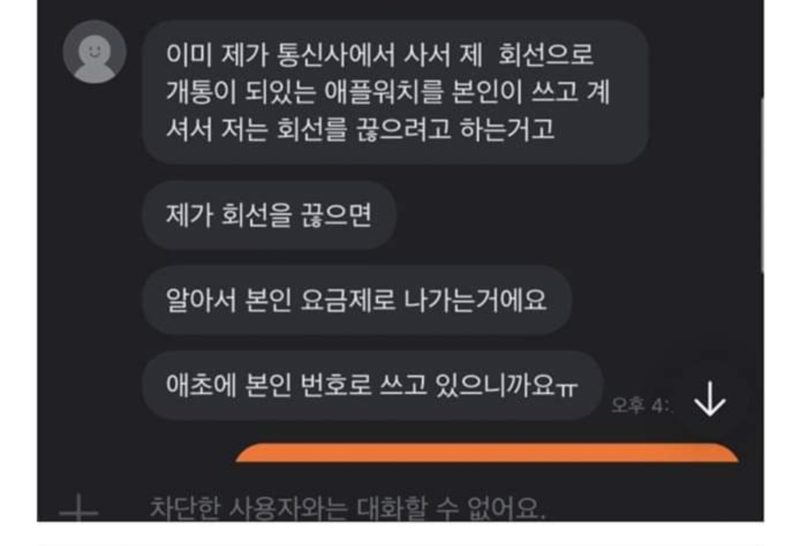 이미 제가 통신사에서 사서 제 회선으로
개통이 되있는 애플워치를 본인이 쓰고 계
셔서 저는 회선를 끊으려고 하는거고
제가 회선을 끊으면
알아서 본인 요금제로 나가는거에요
애초에 본인 번호로 쓰고 있으니까요ㅠ
오후 4:
차단한 사용자와는 대화할 수 없어요.